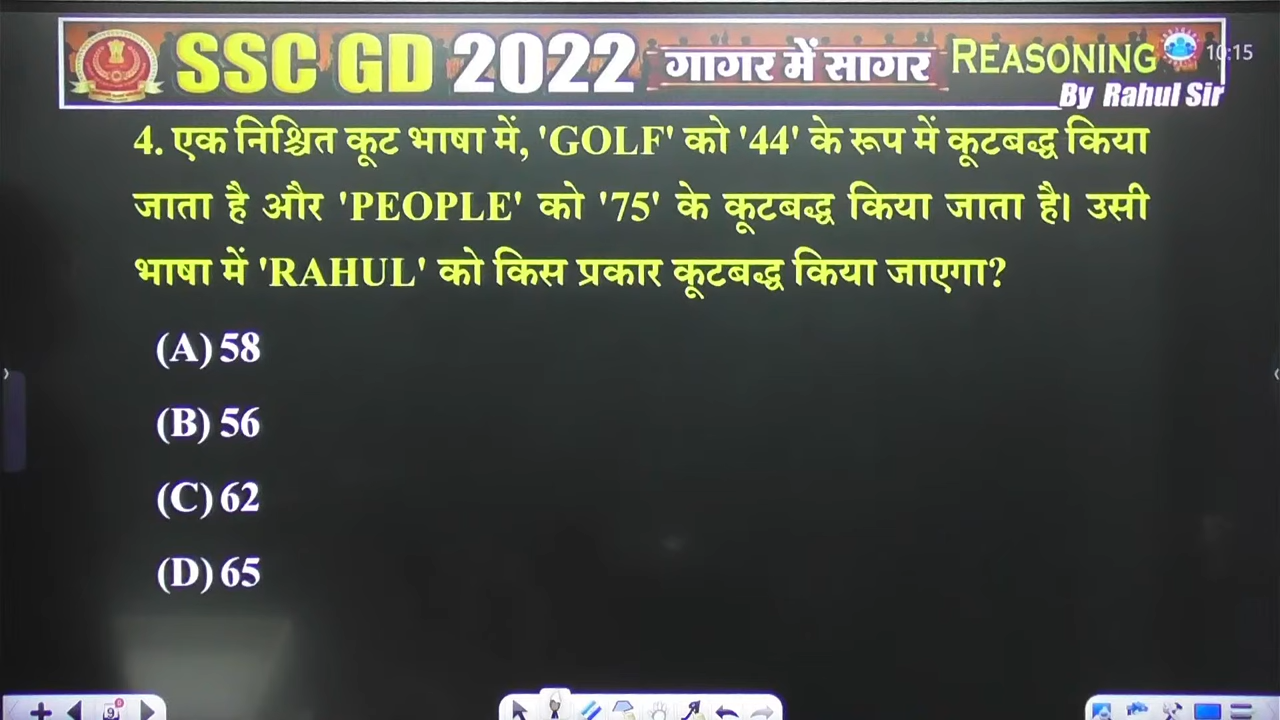 SSC GD 2022 गागर में सागर REASONING 10:15
By Rahul Sir
4. एक निश्चित कूट भाषा में, 'GOLF' को '44' के रूप में कूटबद्ध किया
जाता है और 'PEOPLE' को '75' के कूटबद्ध किया जाता है। उसी
भाषा में 'RAHUL' को किस प्रकार कूटबद्ध किया जाएगा?
(A) 58
(B) 56
(C) 62
(D) 65